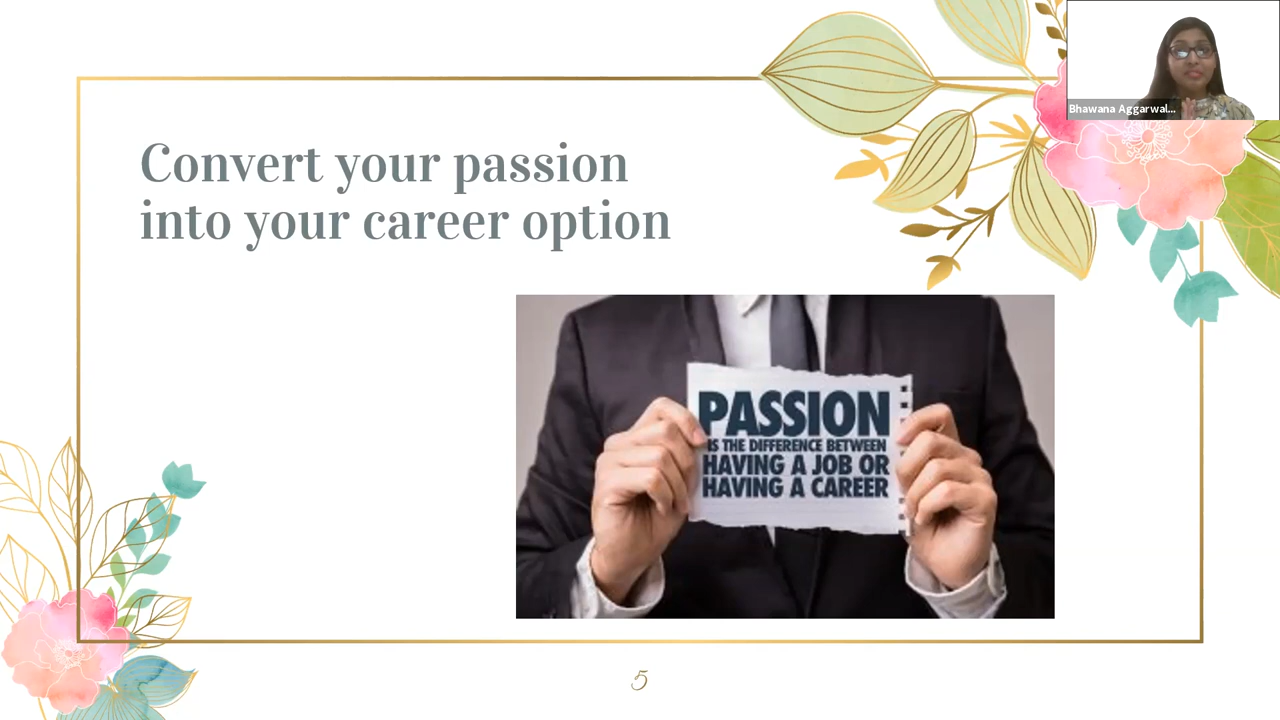 Bhawana Aggarwal...
Convert your passion
into your career option
PASSION
IS THE DIFFERENCE BETWEEN
HAVING A JOB OR
HAVING A CAREER
5